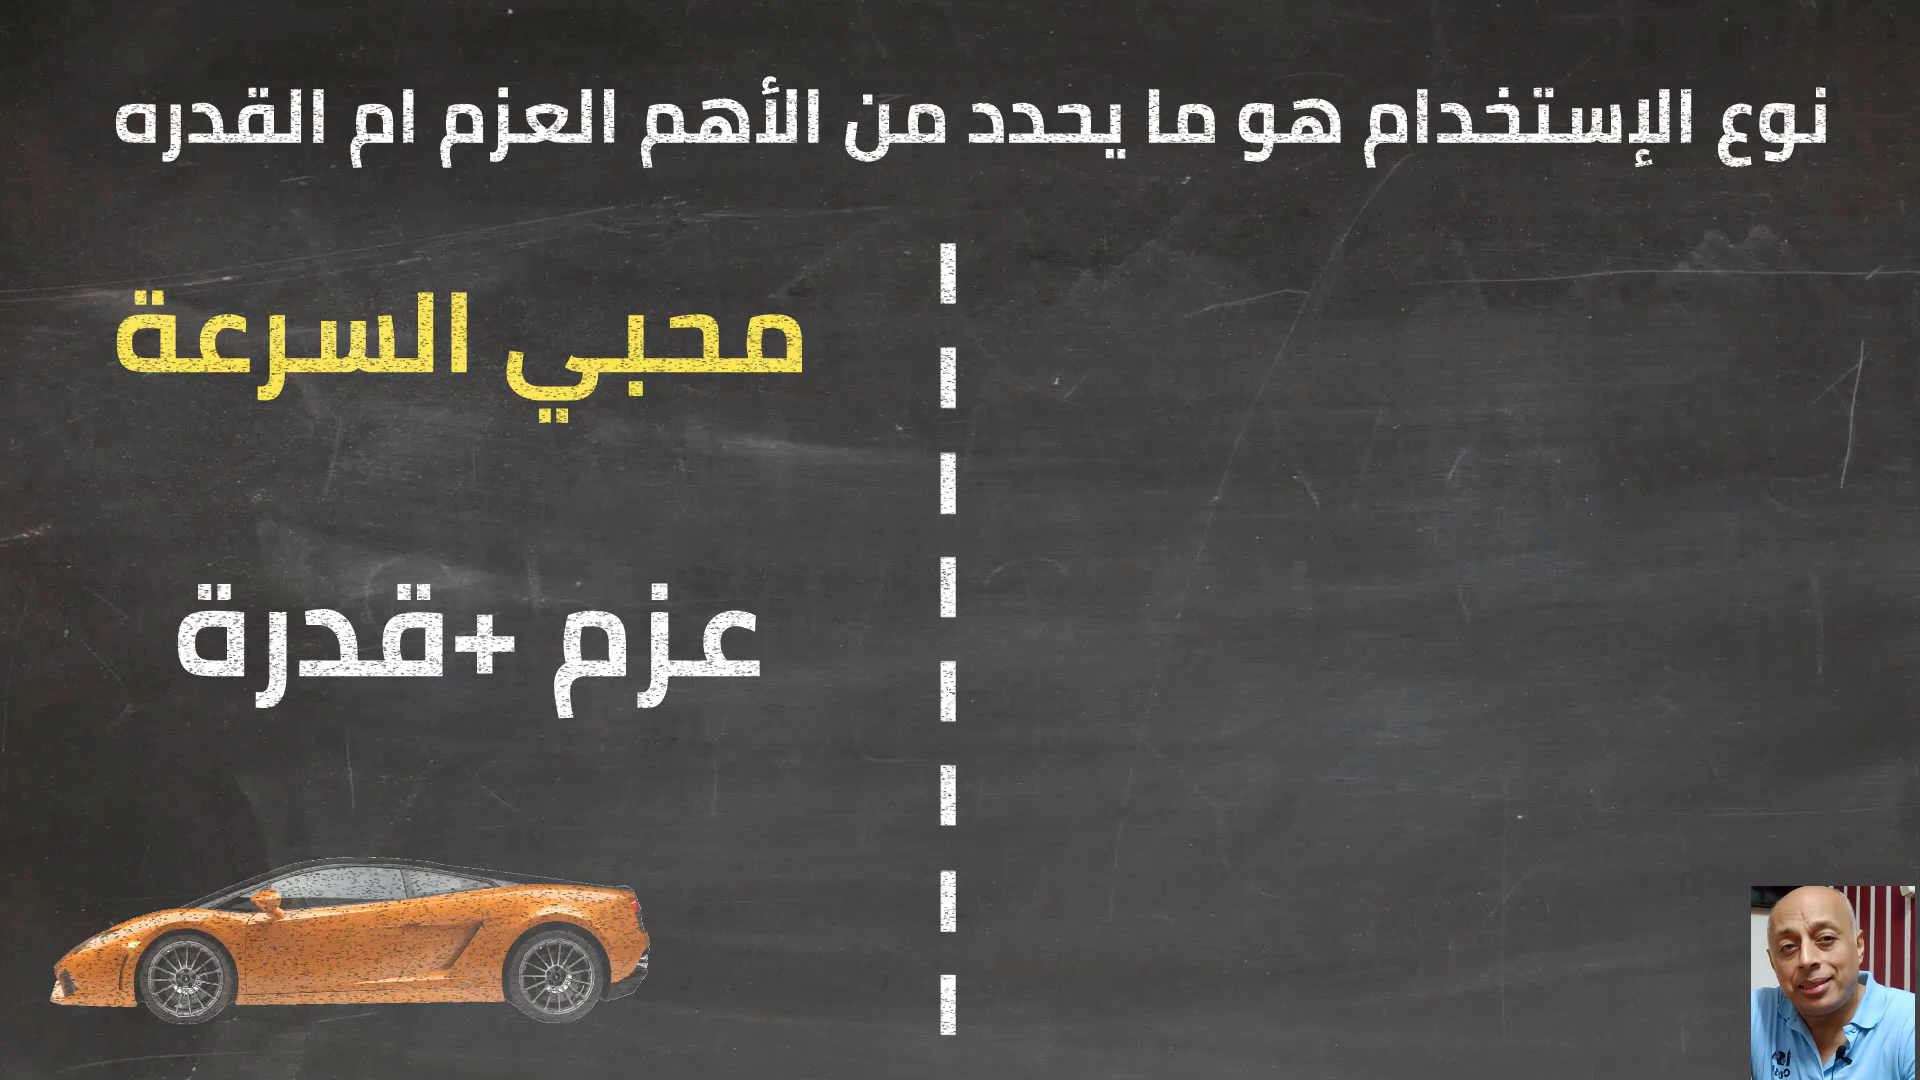 نوع الإستخدام هو ما يحدد من الأهم العزم ام القدره
محبي السرعة
عزم +قدرة